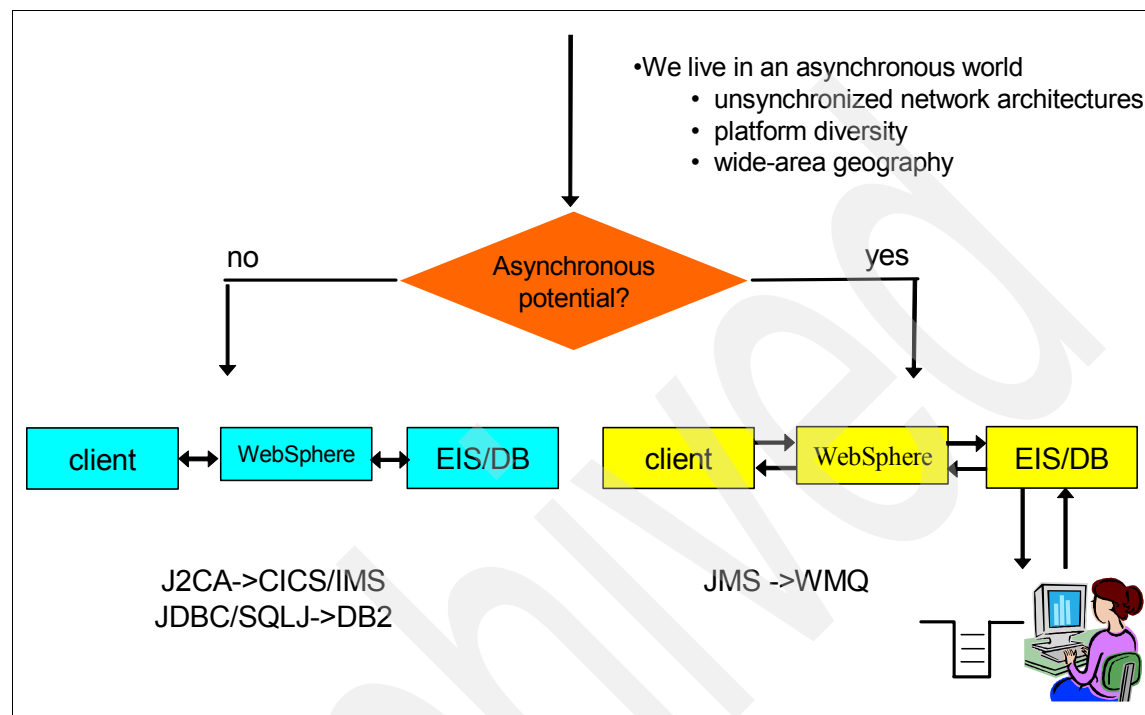 •We live in an asynchronous world
• unsynchronized network architectures
• platform diversity
• wide-area geography
no
yes
Asynchronous
potential?
client
WebSphere
EIS/DB
client
WebSphere
EIS/DB
J2CA->CICS/IMS
JDBC/SQLJ->DB2
JMS ->WMQ